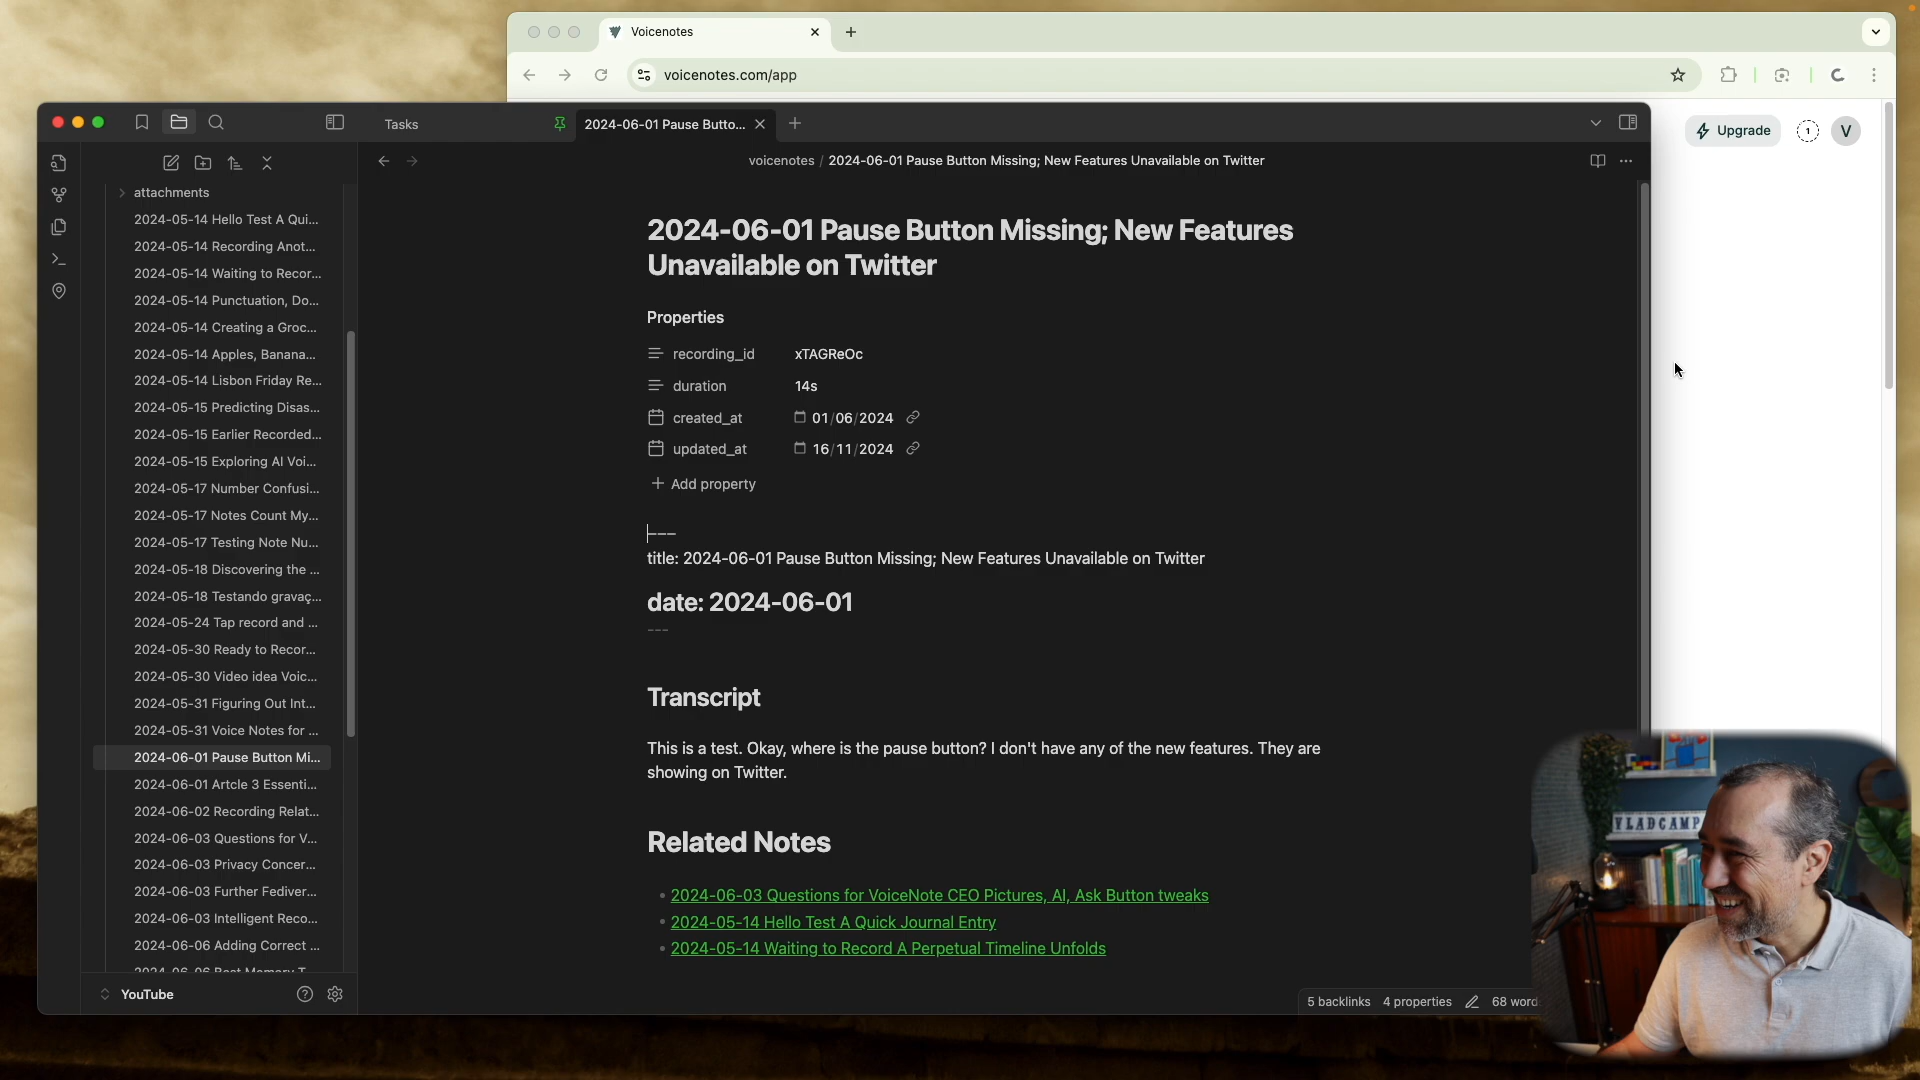 Voicenotes
voicenotes.com/app
Upgrade
1
V
Tasks
2024-06-01 Pause Butto...
voicenotes / 2024-06-01 Pause Button Missing; New Features Unavailable on Twitter
attachments
2024-05-14 Hello Test A Qui...
2024-05-14 Recording Anot...
2024-05-14 Waiting to Recor...
2024-05-14 Punctuation, Do...
2024-05-14 Creating a Groc...
2024-05-14 Apples, Banana...
2024-05-14 Lisbon Friday Re...
2024-05-15 Predicting Disas...
2024-05-15 Earlier Recorded...
2024-05-15 Exploring AI Voi...
2024-05-17 Number Confusi...
2024-05-17 Notes Count My...
2024-05-17 Testing Note Nu...
2024-05-18 Discovering the ...
2024-05-18 Testando gravaç...
2024-05-24 Tap record and ...
2024-05-30 Ready to Recor...
2024-05-30 Video idea Voic...
2024-05-31 Figuring Out Int...
2024-05-31 Voice Notes for ...
2024-06-01 Pause Button Mi...
2024-06-01 Artcle 3 Essenti...
2024-06-02 Recording Relat...
2024-06-03 Questions for V...
2024-06-03 Privacy Concer...
2024-06-03 Further Fediver...
2024-06-03 Intelligent Reco...
2024-06-06 Adding Correct ...
2024-06-06 Best Memory T...
YouTube
2024-06-01 Pause Button Missing; New Features
Unavailable on Twitter
Properties
recording_id xTAGReOc
duration 14s
created_at 01/06/2024
updated_at 16/11/2024
Add property
---
title: 2024-06-01 Pause Button Missing; New Features Unavailable on Twitter
date: 2024-06-01
---
Transcript
This is a test. Okay, where is the pause button? I don't have any of the new features. They are
showing on Twitter.
Related Notes
2024-06-03 Questions for VoiceNote CEO Pictures, AI, Ask Button tweaks
2024-05-14 Hello Test A Quick Journal Entry
2024-05-14 Waiting to Record A Perpetual Timeline Unfolds
5 backlinks 4 properties 68 word
VLADCAMP